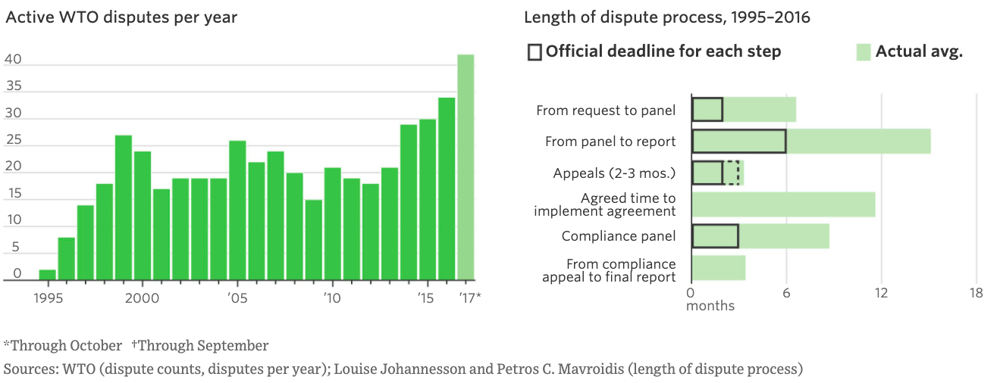 Active WTO disputes per year
40
35
30
25
20
15
10
5
0
1995
2000
’05
’10
’15
’17*
Length of dispute process, 1995–2016
Official deadline for each step
Actual avg.
From request to panel
From panel to report
Appeals (2-3 mos.)
Agreed time to
implement agreement
Compliance panel
From compliance
appeal to final report
0
6
12
18
months
*Through October †Through September
Sources: WTO (dispute counts, disputes per year); Louise Johannesson and Petros C. Mavroidis (length of dispute process)